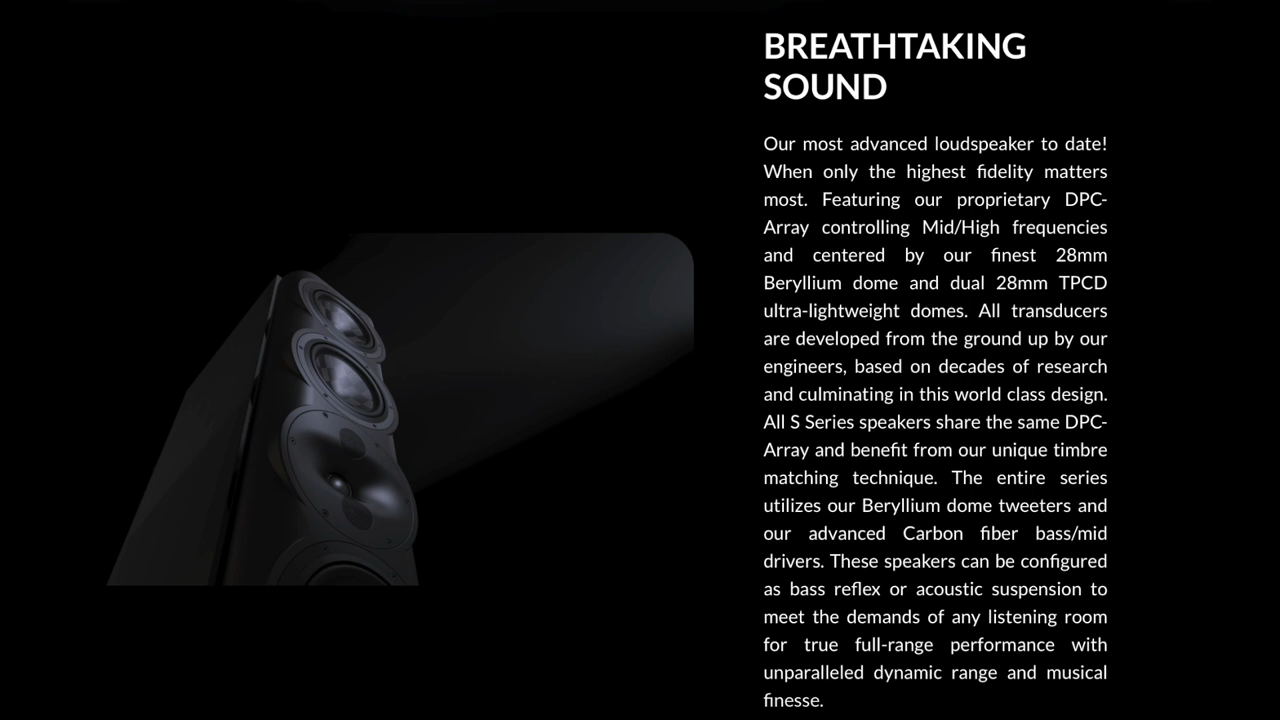 BREATHTAKING
SOUND
Our most advanced loudspeaker to date!
When only the highest fidelity matters
most. Featuring our proprietary DPC-
Array controlling Mid/High frequencies
and centered by our finest 28mm
Beryllium dome and dual 28mm TPCD
ultra-lightweight domes. All transducers
are developed from the ground up by our
engineers, based on decades of research
and culminating in this world class design.
All S Series speakers share the same DPC-
Array and benefit from our unique timbre
matching technique. The entire series
utilizes our Beryllium dome tweeters and
our advanced Carbon fiber bass/mid
drivers. These speakers can be configured
as bass reflex or acoustic suspension to
meet the demands of any listening room
for true full-range performance with
unparalleled dynamic range and musical
finesse.